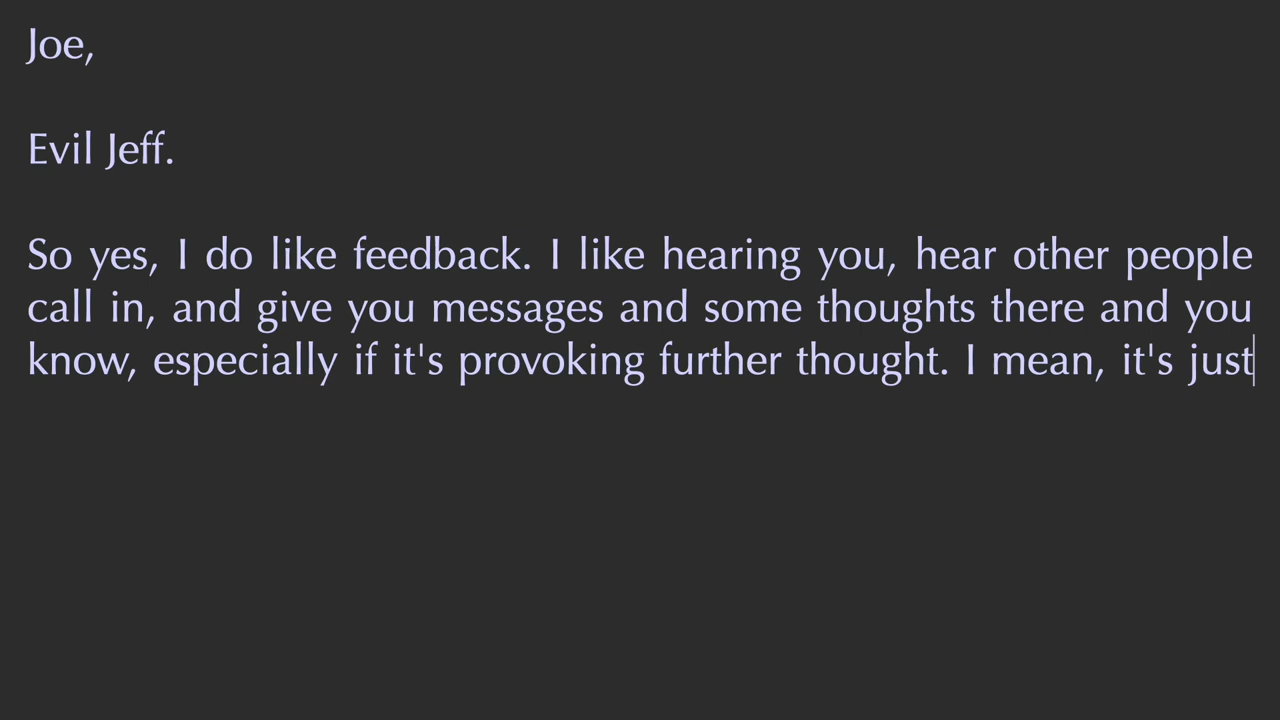 Joe,
Evil Jeff.
So yes, I do like feedback. I like hearing you, hear other people
call in, and give you messages and some thoughts there and you
know, especially if it's provoking further thought. I mean, it's just